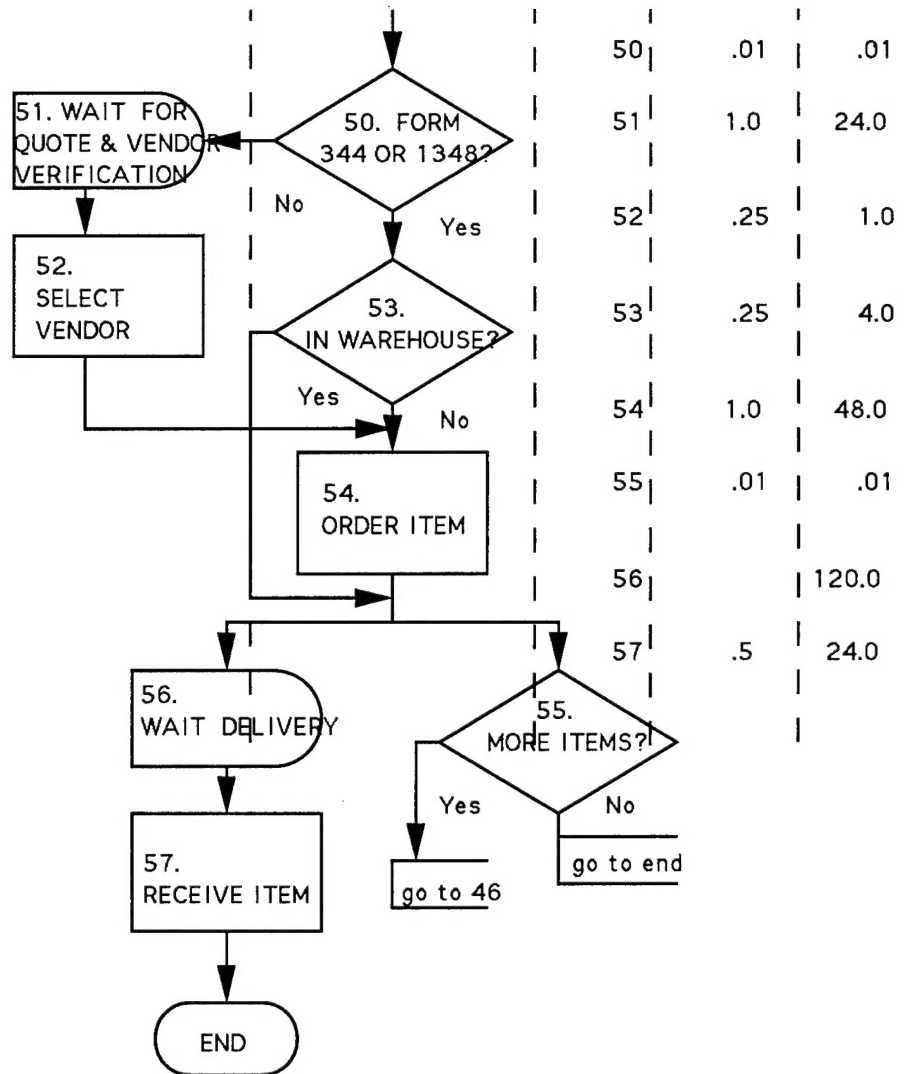 51. WAIT FOR
QUOTE & VENDOR
VERIFICATION
50. FORM
344 OR 1348?
No
Yes
52.
SELECT
VENDOR
53.
IN WAREHOUSE?
Yes
No
54.
ORDER ITEM
56.
WAIT DELIVERY
55.
MORE ITEMS?
Yes
No
57.
RECEIVE ITEM
go to 46
go to end
END
50 .01 .01
51 1.0 24.0
52 .25 1.0
53 .25 4.0
54 1.0 48.0
55 .01 .01
56 120.0
57 .5 24.0